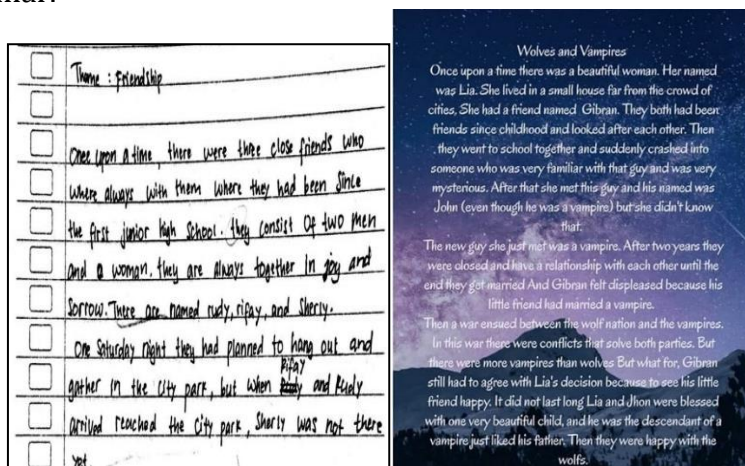 Theme : Friendship
Once upon a time, there were three close friends who
where always with them where they had been since
the first junior high school. they consist of two men
and a woman. they are always together in joy and
sorrow. There are named rudy, rifay, and Sherly.
One Saturday night they had planned to hang out and
gather in the city park, but when Rifay and Rudy
arrived reached the city park, Sherly was not there
yet.
Wolves and Vampires
Once upon a time there was a beautiful woman. Her named
was Lia. She lived in a small house far from the crowd of
cities, She had a friend named Gibran. They both had been
friends since childhood and looked after each other. Then
, they went to school together and suddenly crashed into
someone who was very familiar with that guy and was very
mysterious. After that she met this guy and his named was
John (even though he was a vampire) but she didn't know
that.
The new guy she just met was a vampire. After two years they
were closed and have a relationship with each other until the
end they get married And Gibran felt displeased because his
little friend had married a vampire.
Then a war ensued between the wolf nation and the vampires.
In this war there were conflicts that solve both parties. But
there were more vampires than wolves But what for, Gibran
still had to agree with Lia's decision because to see his little
friend happy. It did not last long Lia and Jhon were blessed
with one very beautiful child, and he was the descendant of a
vampire just liked his father. Then they were happy with the
wolfs.